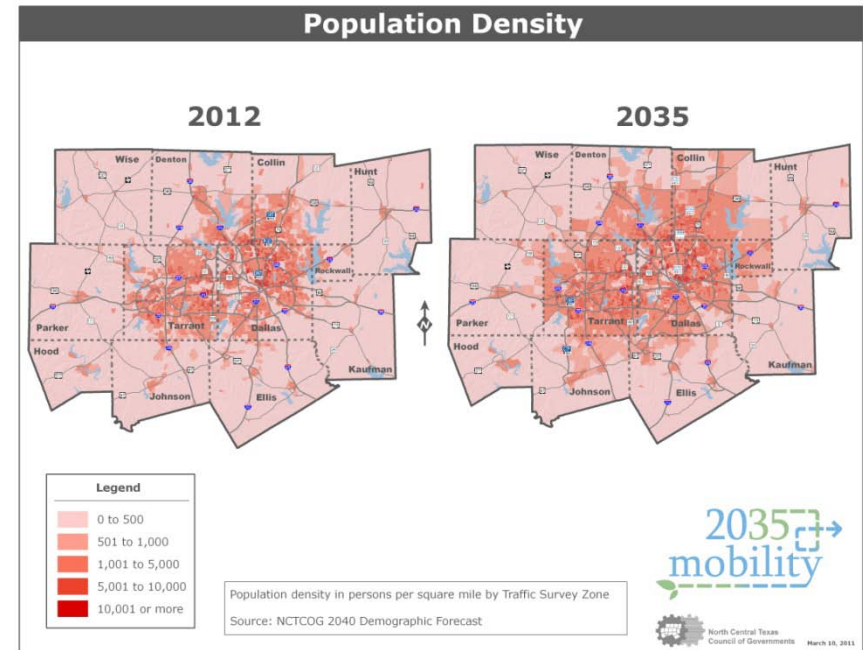 Population Density
2012
2035
Wise
Denton
Collin
Hunt
Rockwall
Parker
Tarrant
Dallas
Hood
Kaufman
Johnson
Ellis
Wise
Denton
Collin
Hunt
Rockwall
Parker
Tarrant
Dallas
Hood
Kaufman
Johnson
Ellis
N
Legend
0 to 500
501 to 1,000
1,001 to 5,000
5,001 to 10,000
10,001 or more
Population density in persons per square mile by Traffic Survey Zone
Source: NCTCOG 2040 Demographic Forecast
2035
mobility
North Central Texas
Council of Governments
March 10, 2011